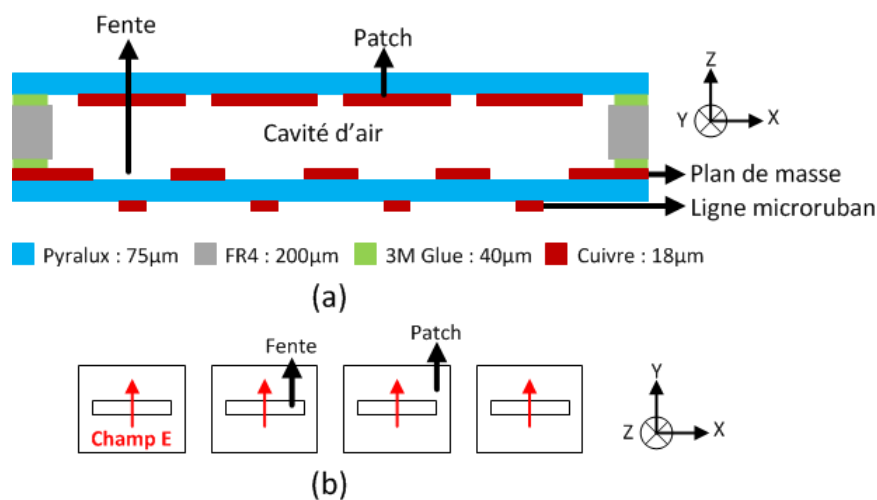 Fente
Patch
Cavité d'air
Z
Y
X
Plan de masse
Ligne microruban
Pyralux : 75µm
FR4 : 200µm
3M Glue : 40µm
Cuivre : 18µm
(a)
Fente
Patch
Champ E
Y
Z
X
(b)